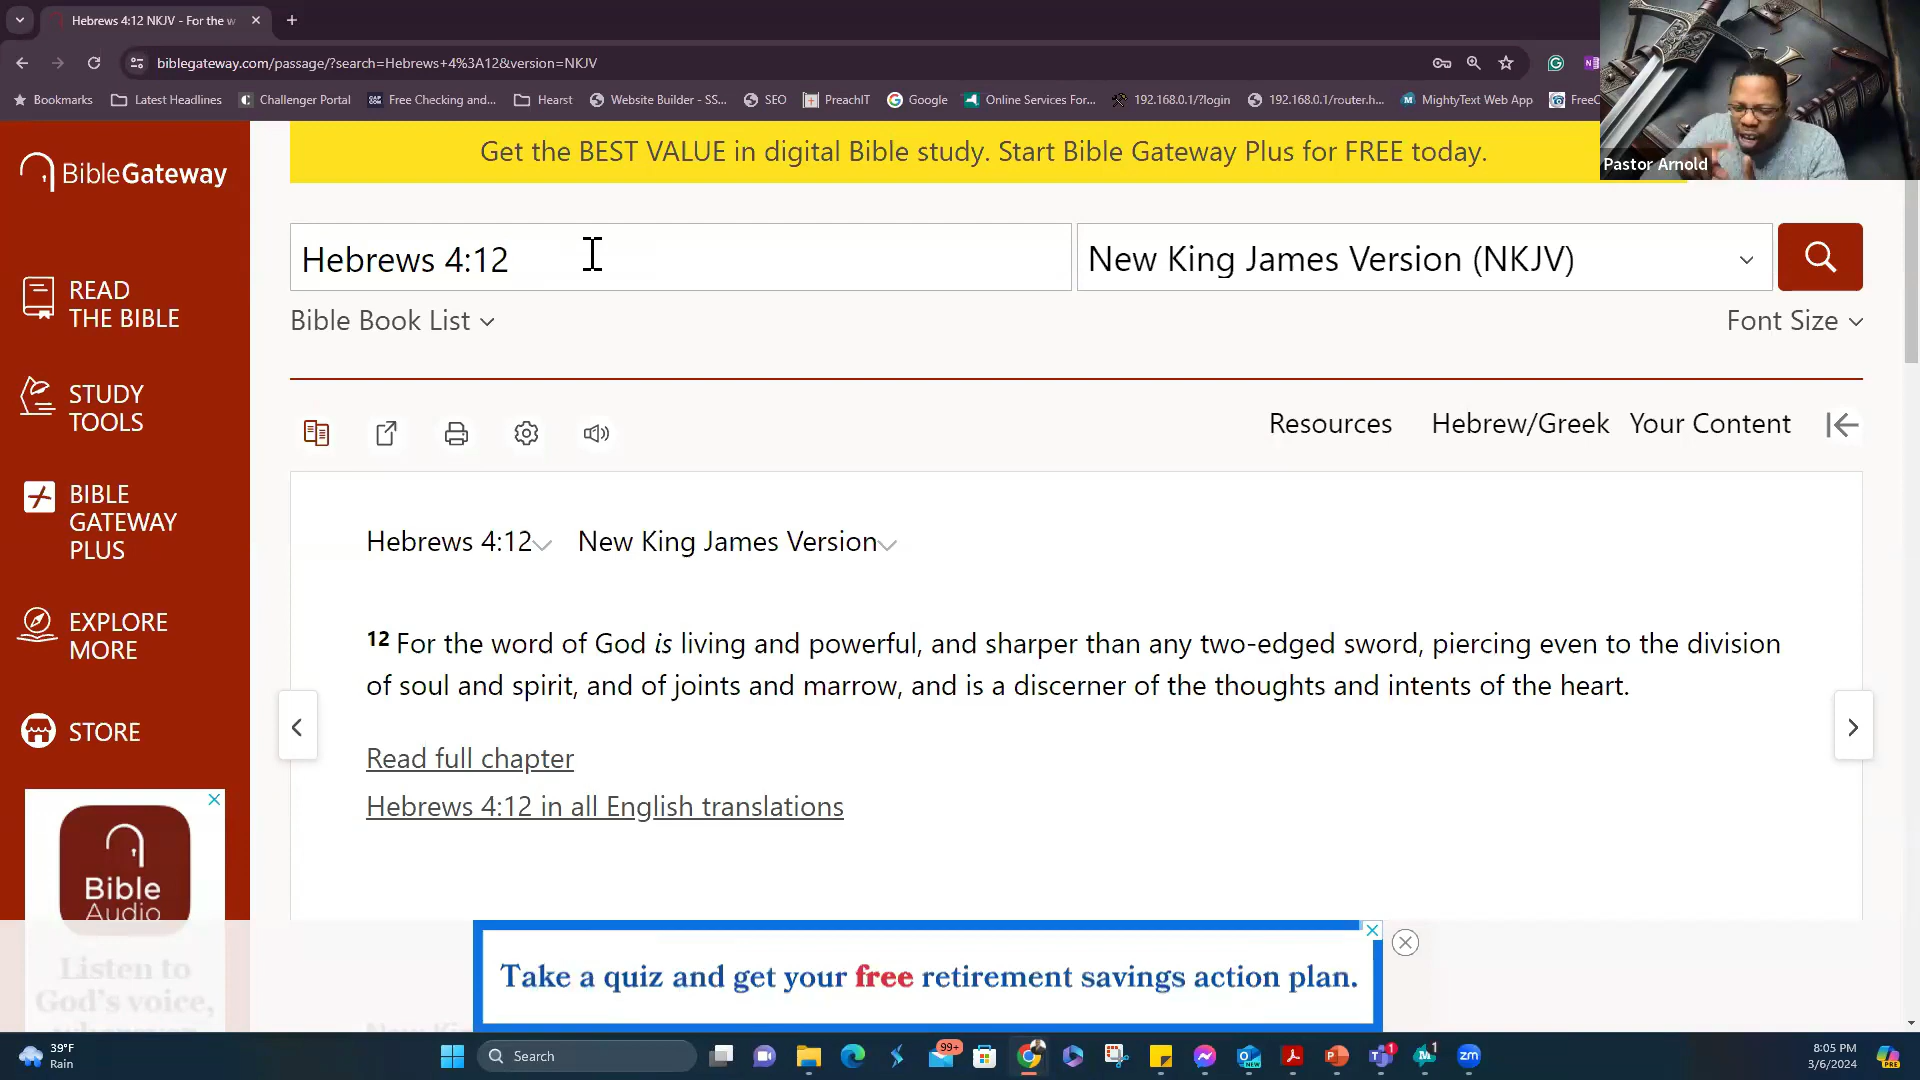 Hebrews 4:12 NKJV - For the w
biblegateway.com/passage/?search=Hebrews+4%3A12&version=NKJV
Bookmarks Latest Headlines Challenger Portal Free Checking and... Hearst Website Builder - SS... SEO PreachIT Google Online Services For... 192.168.0.1/?login 192.168.0.1/router.h... MightyText Web App FreeC
Pastor Arnold
BibleGateway
Get the BEST VALUE in digital Bible study. Start Bible Gateway Plus for FREE today.
Hebrews 4:12
New King James Version (NKJV)
Bible Book List
Font Size
READ
THE BIBLE
STUDY
TOOLS
BIBLE
GATEWAY
PLUS
EXPLORE
MORE
STORE
Resources Hebrew/Greek Your Content
Hebrews 4:12 New King James Version
12 For the word of God is living and powerful, and sharper than any two-edged sword, piercing even to the division
of soul and spirit, and of joints and marrow, and is a discerner of the thoughts and intents of the heart.
Read full chapter
Hebrews 4:12 in all English translations
Bible
Audio
Listen to
God's voice,
Take a quiz and get your free retirement savings action plan.
39°F
Rain
Search
99+
NEW
1
1
zm
8:05 PM
3/6/2024
PRE